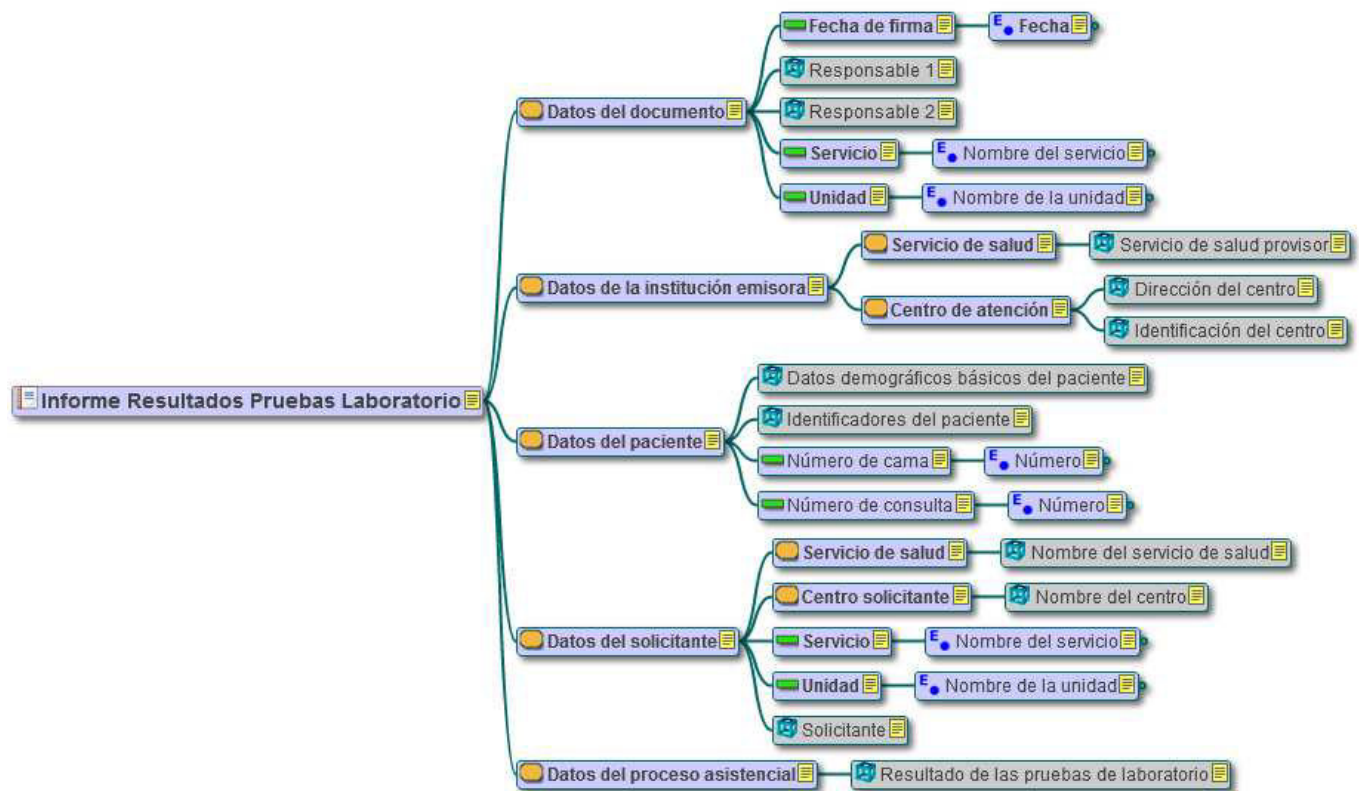 Informe Resultados Pruebas Laboratorio
Datos del documento
Fecha de firma
E Fecha
Responsable 1
Responsable 2
Servicio
E Nombre del servicio
Unidad
E Nombre de la unidad
Datos de la institución emisora
Servicio de salud
Servicio de salud provisor
Centro de atención
Dirección del centro
Identificación del centro
Datos del paciente
Datos demográficos básicos del paciente
Identificadores del paciente
Número de cama
E Número
Número de consulta
E Número
Datos del solicitante
Servicio de salud
Nombre del servicio de salud
Centro solicitante
Nombre del centro
Servicio
E Nombre del servicio
Unidad
E Nombre de la unidad
Solicitante
Datos del proceso asistencial
Resultado de las pruebas de laboratorio